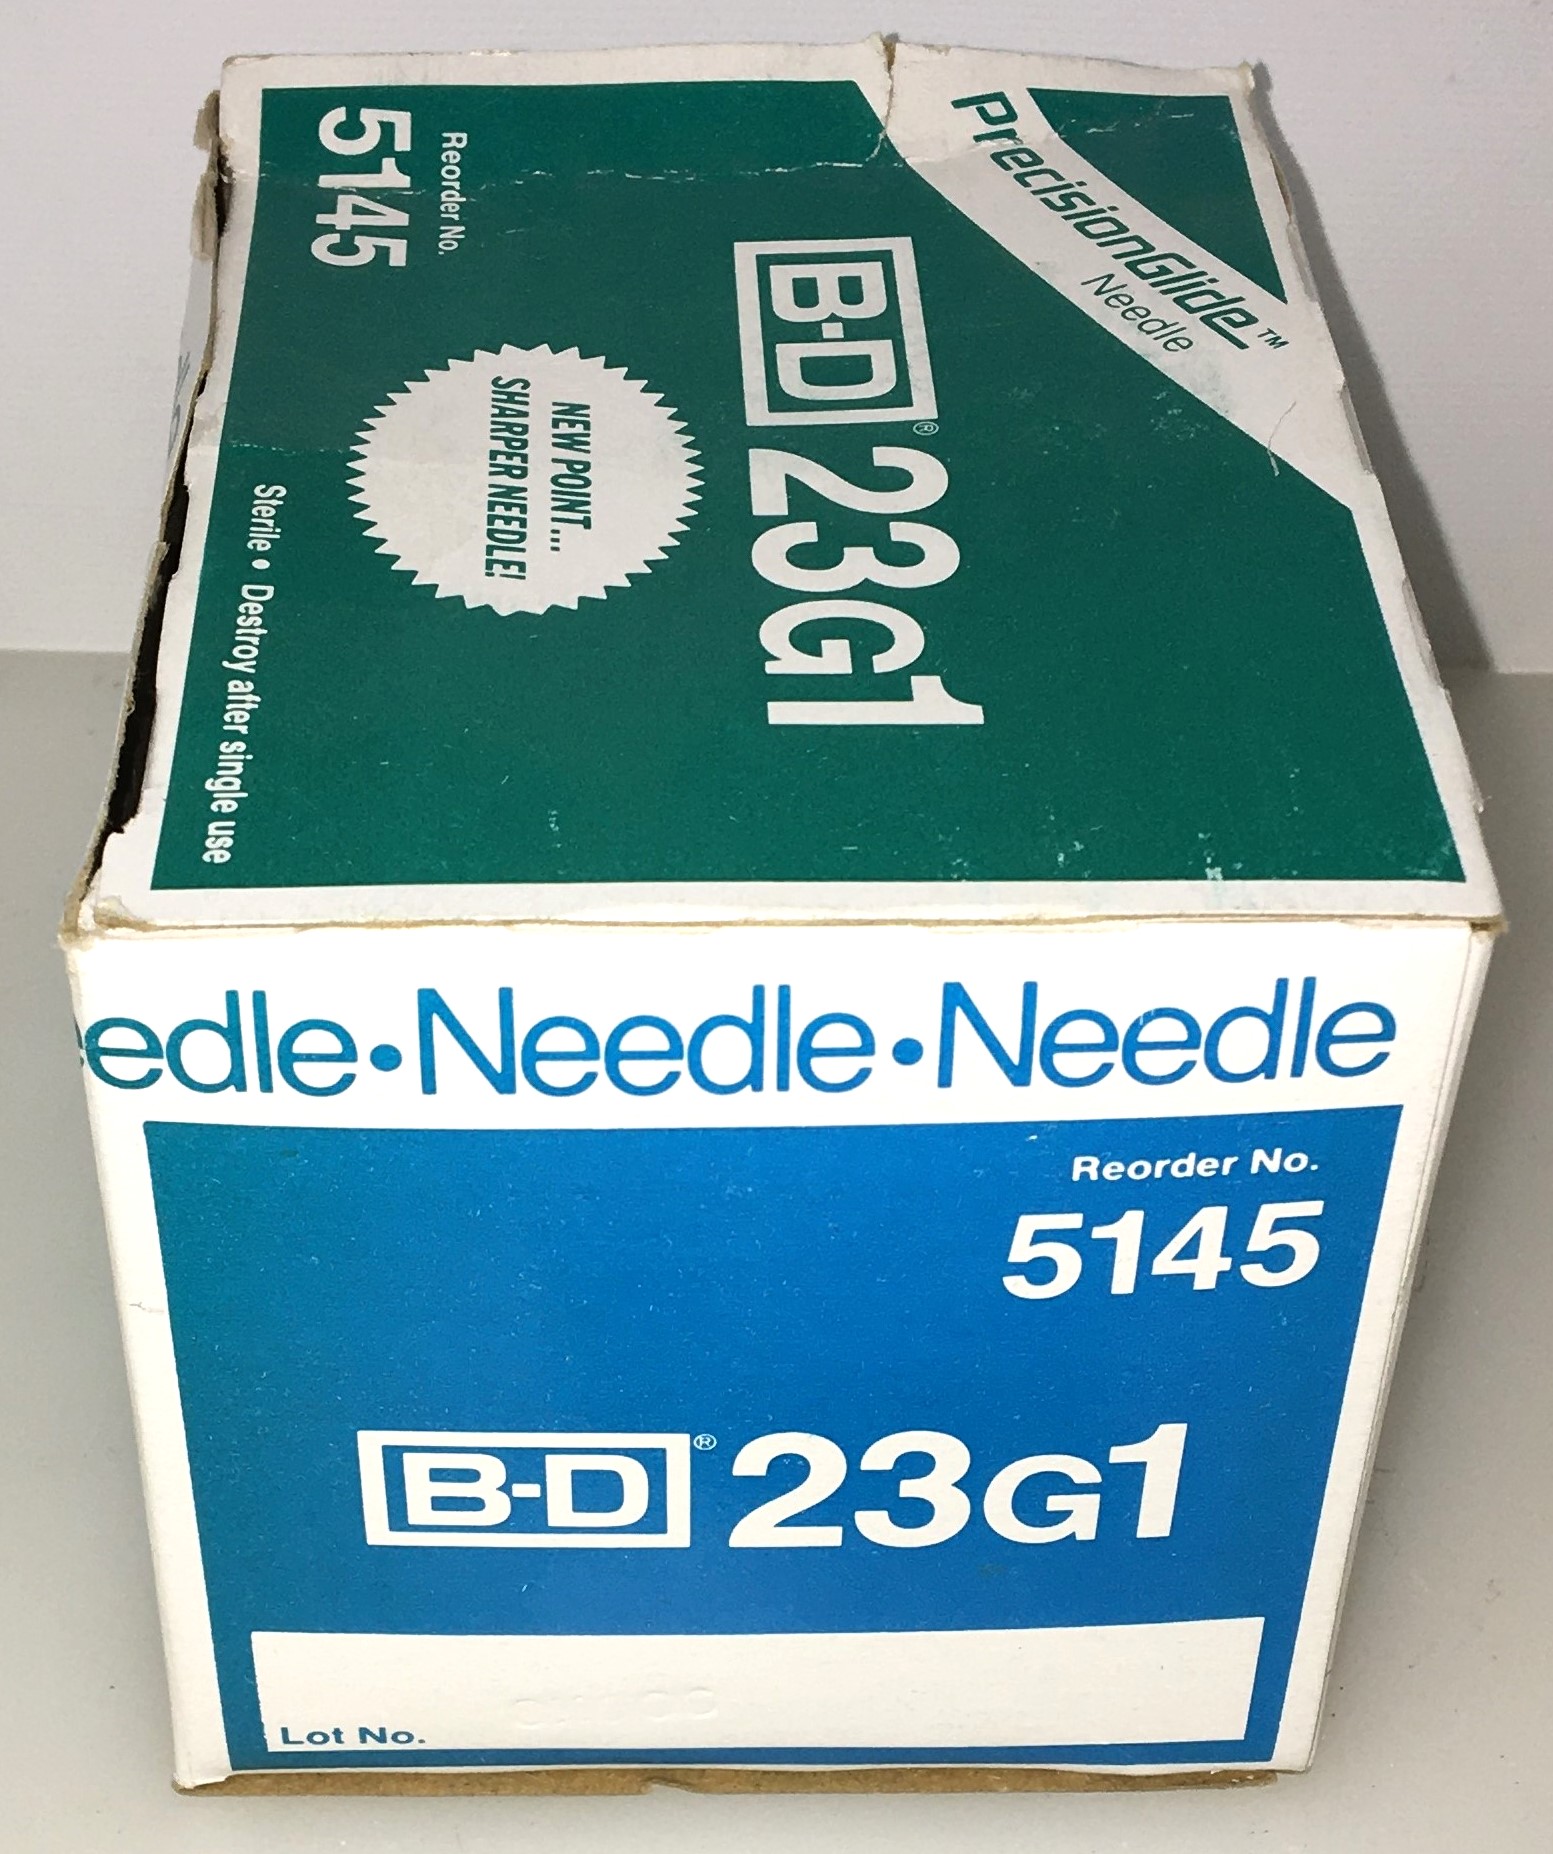 PrecisionGlide™
Needle
B-D® 23G1
NEW POINT...
SHARPER NEEDLE!
Reorder No.
5145
Sterile • Destroy after single use
edle•Needle•Needle
Reorder No.
5145
B-D® 23G1
Lot No.